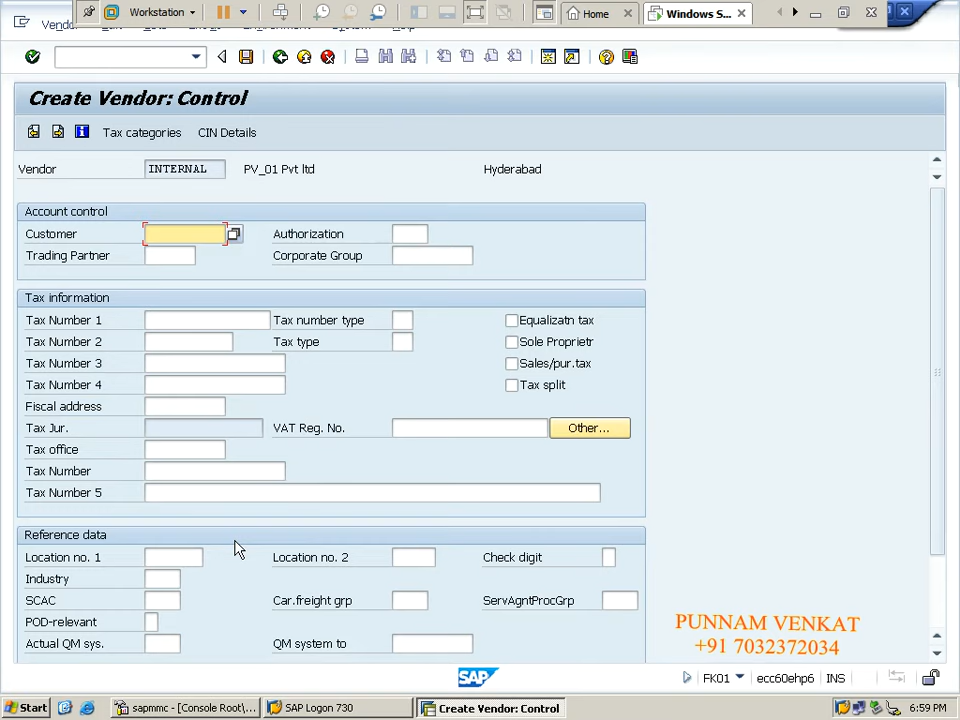 Workstation
Home
Windows S...
Vendor
Create Vendor: Control
Tax categories CIN Details
Vendor INTERNAL PV_01 Pvt ltd Hyderabad
Account control
Customer Authorization
Trading Partner Corporate Group
Tax information
Tax Number 1 Tax number type Equalizatn tax
Tax Number 2 Tax type Sole Proprietr
Tax Number 3 Sales/pur.tax
Tax Number 4 Tax split
Fiscal address
Tax Jur. VAT Reg. No. Other...
Tax office
Tax Number
Tax Number 5
Reference data
Location no. 1 Location no. 2 Check digit
Industry
SCAC Car.freight grp ServAgntProcGrp
POD-relevant
Actual QM sys. QM system to
PUNNAM VENKAT
+91 7032372034
SAP FK01 ecc60ehp6 INS
Start sapmmc - [Console Root\... SAP Logon 730 Create Vendor: Control 6:59 PM